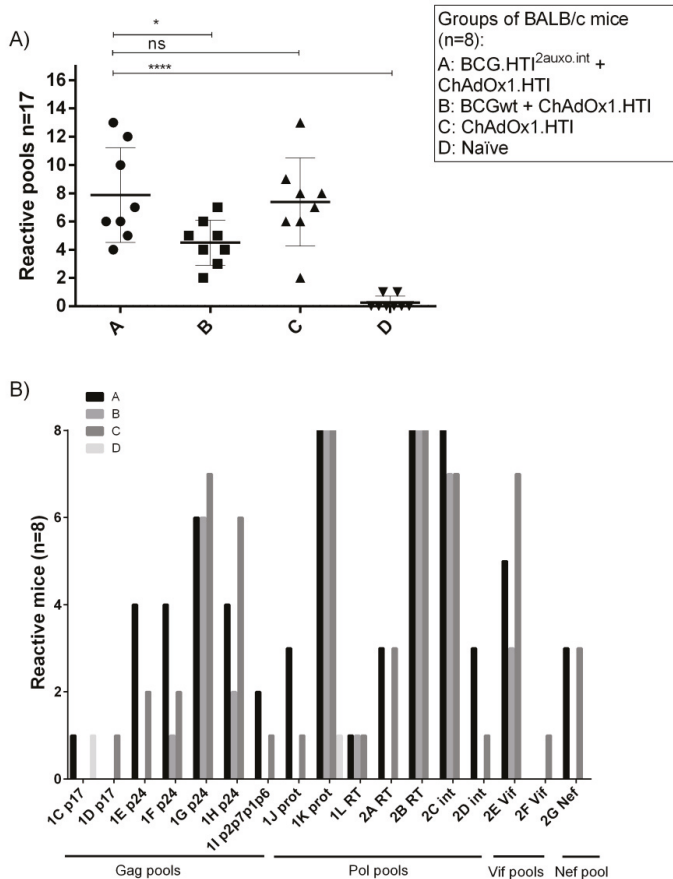 A)
*
ns
****
Reactive pools n=17
16
14
12
10
8
6
4
2
0
A
B
C
D
Groups of BALB/c mice
(n=8):
A: BCG.HTI2auxo.int +
ChAdOx1.HTI
B: BCGwt + ChAdOx1.HTI
C: ChAdOx1.HTI
D: Naïve
B)
A
B
C
D
Reactive mice (n=8)
8
6
4
2
0
1C p17
1D p17
1E p24
1F p24
1G p24
1H p24
1I p2p7p1p6
1J prot
1K prot
1L RT
2A RT
2B RT
2C int
2D int
2E Vif
2F Vif
2G Nef
Gag pools
Pol pools
Vif pools
Nef pool